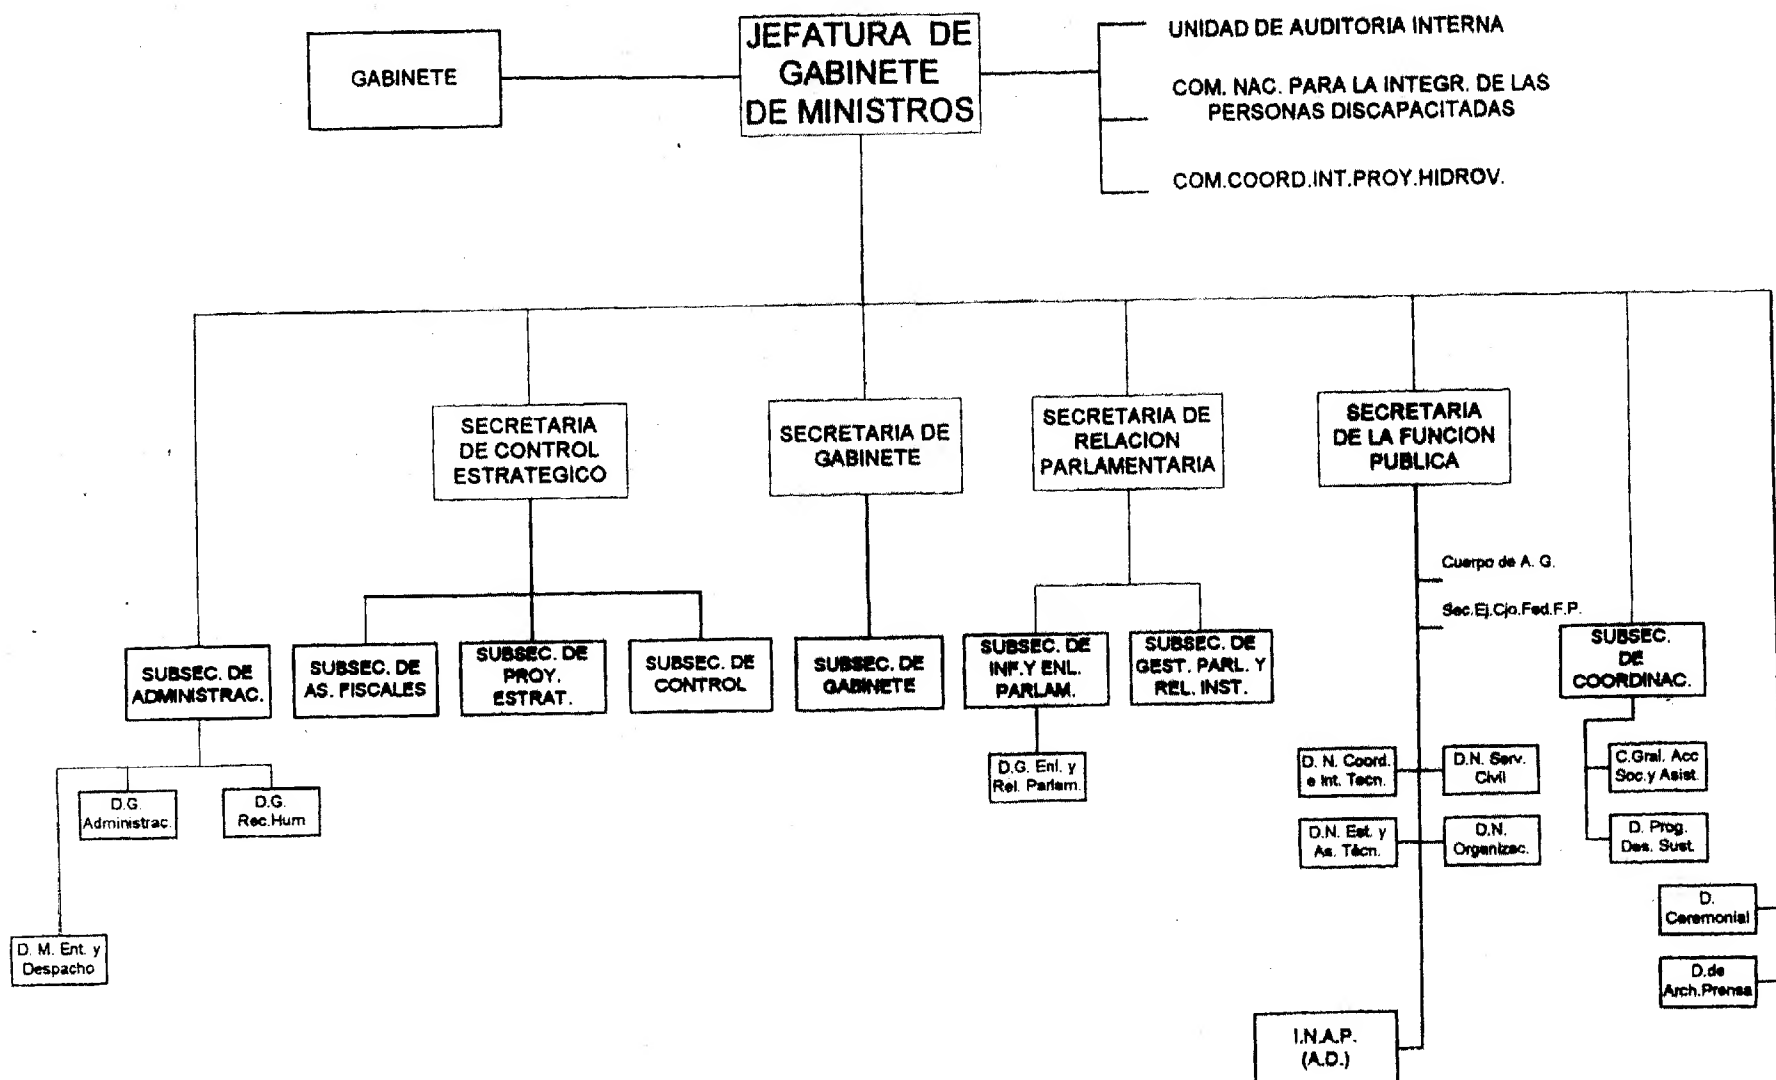 GABINETE
JEFATURA DE
GABINETE
DE MINISTROS
UNIDAD DE AUDITORIA INTERNA
COM. NAC. PARA LA INTEGR. DE LAS
PERSONAS DISCAPACITADAS
COM.COORD.INT.PROY.HIDROV.
SECRETARIA
DE CONTROL
ESTRATEGICO
SECRETARIA DE
GABINETE
SECRETARIA DE
RELACION
PARLAMENTARIA
SECRETARIA
DE LA FUNCION
PUBLICA
Cuerpo de A. G.
Sec.Ej.Cjo.Fed.F.P.
SUBSEC. DE
ADMINISTRAC.
SUBSEC. DE
AS. FISCALES
SUBSEC. DE
PROY.
ESTRAT.
SUBSEC. DE
CONTROL
SUBSEC. DE
GABINETE
SUBSEC. DE
INF.Y ENL.
PARLAM.
SUBSEC. DE
GEST. PARL. Y
REL. INST.
SUBSEC.
DE
COORDINAC.
D.G.
Administrac.
D.G.
Rec.Hum
D.G. Enl. y
Rel. Parlam.
D. N. Coord.
e Int. Tecn.
D.N. Serv.
Civil
C.Gral. Acc
Soc.y Asist.
D.N. Est. y
As. Técn.
D.N.
Organizac.
D. Prog.
Des. Sust.
D. M. Ent. y
Despacho
D.
Ceremonial
D.de
Arch.Prensa
I.N.A.P.
(A.D.)